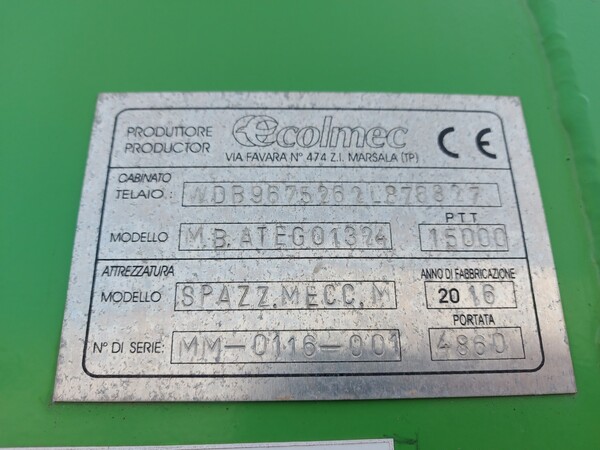 PRODUTTORE
PRODUCTOR
ecolmec
VIA FAVARA N° 474 Z.I. MARSALA (TP)
CE
CABINATO
TELAIO: WDB9675262L878827
PTT
MODELLO M.B. ATEGO1324 15000
ATTREZZATURA ANNO DI FABBRICAZIONE
MODELLO SPAZZ.MECC.M 2016
PORTATA
N° DI SERIE: MM-0116-001 4860